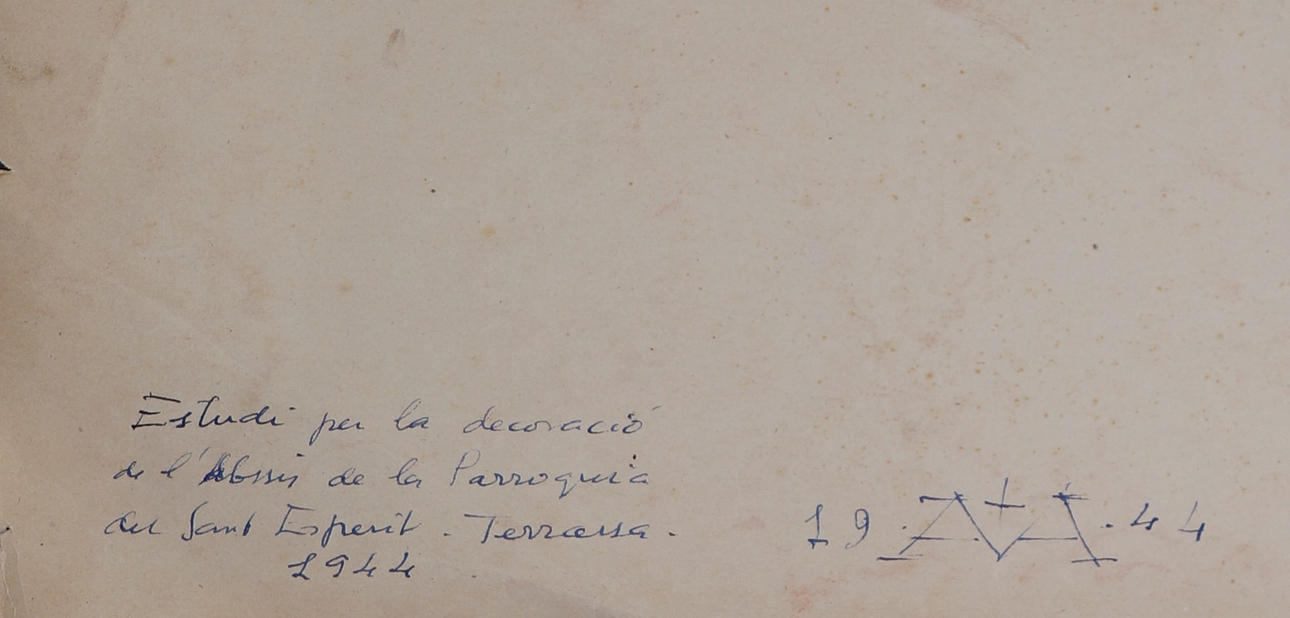 Estudi per la decoració
de l'Absis de la Parroquia
del Sant Esperit . Terrassa .
1944
19 · · 44